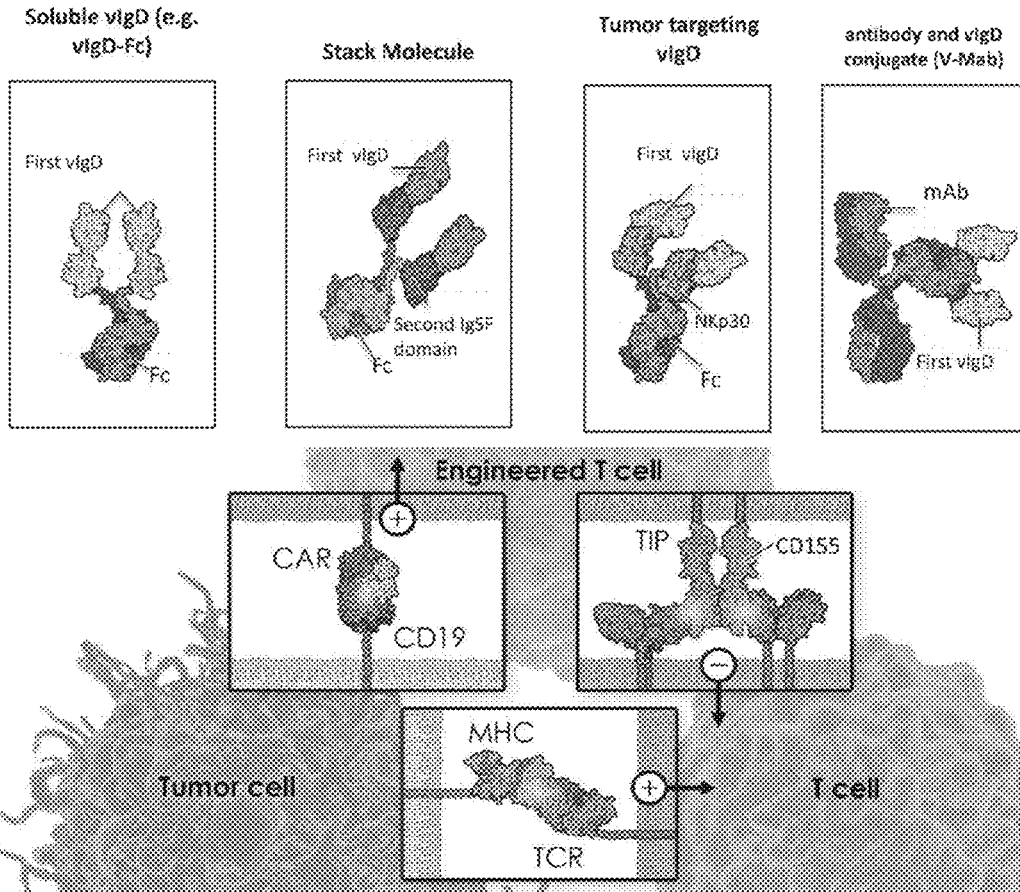 Soluble vIgD (e.g.
vIgD-Fc)
Stack Molecule
Tumor targeting
vIgD
antibody and vIgD
conjugate (V-Mab)
First vIgD
Fc
First vIgD
Second IgSF
domain
Fc
First vIgD
NKp30
Fc
mAb
First vIgD
Engineered T cell
+
CAR
CD19
TIP
CD155
−
MHC
+
TCR
Tumor cell
T cell